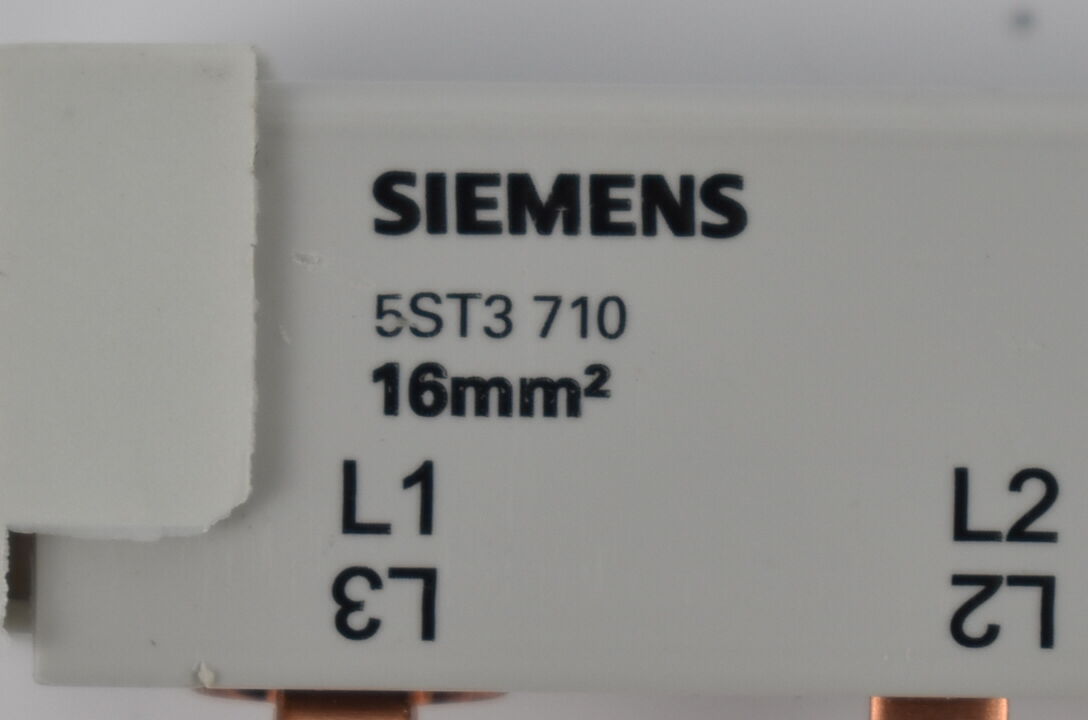 SIEMENS
5ST3 710
16mm²
L1 L2
L3 L2